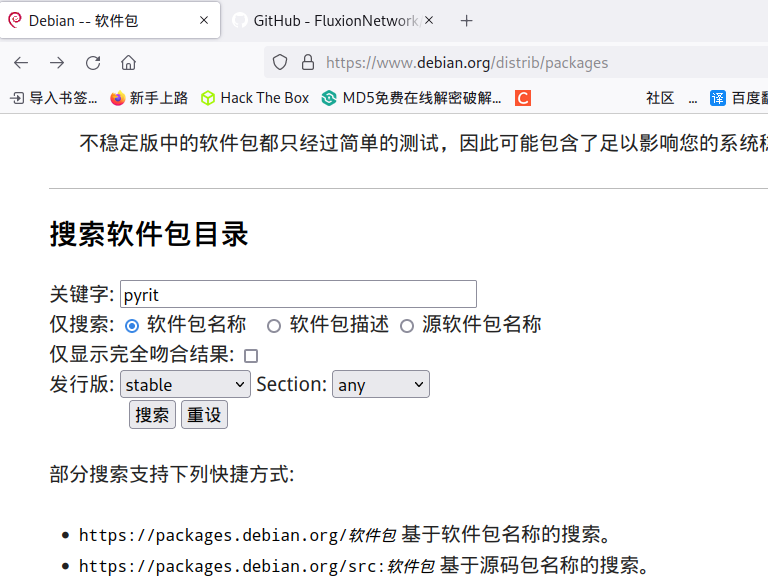 Debian -- 软件包
GitHub - FluxionNetwork
https://www.debian.org/distrib/packages
导入书签… 新手上路 Hack The Box MD5免费在线解密破解… C 社区 … 译 百度翻
不稳定版中的软件包都只经过简单的测试，因此可能包含了足以影响您的系统稳
搜索软件包目录
关键字: pyrit
仅搜索: 软件包名称 软件包描述 源软件包名称
仅显示完全吻合结果:
发行版: stable Section: any
搜索 重设
部分搜索支持下列快捷方式:
• https://packages.debian.org/软件包 基于软件包名称的搜索。
• https://packages.debian.org/src:软件包 基于源码包名称的搜索。